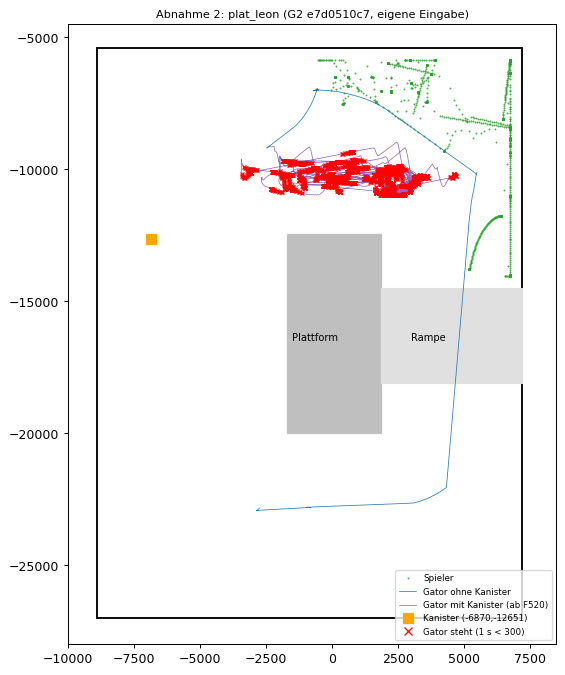 Abnahme 2: plat_leon (G2 e7d0510c7, eigene Eingabe)
−5000
−10000
−15000
−20000
−25000
Plattform
Rampe
Spieler
Gator ohne Kanister
Gator mit Kanister (ab F520)
Kanister (-6870,-12651)
Gator steht (1 s < 300)
−10000 −7500 −5000 −2500 0 2500 5000 7500